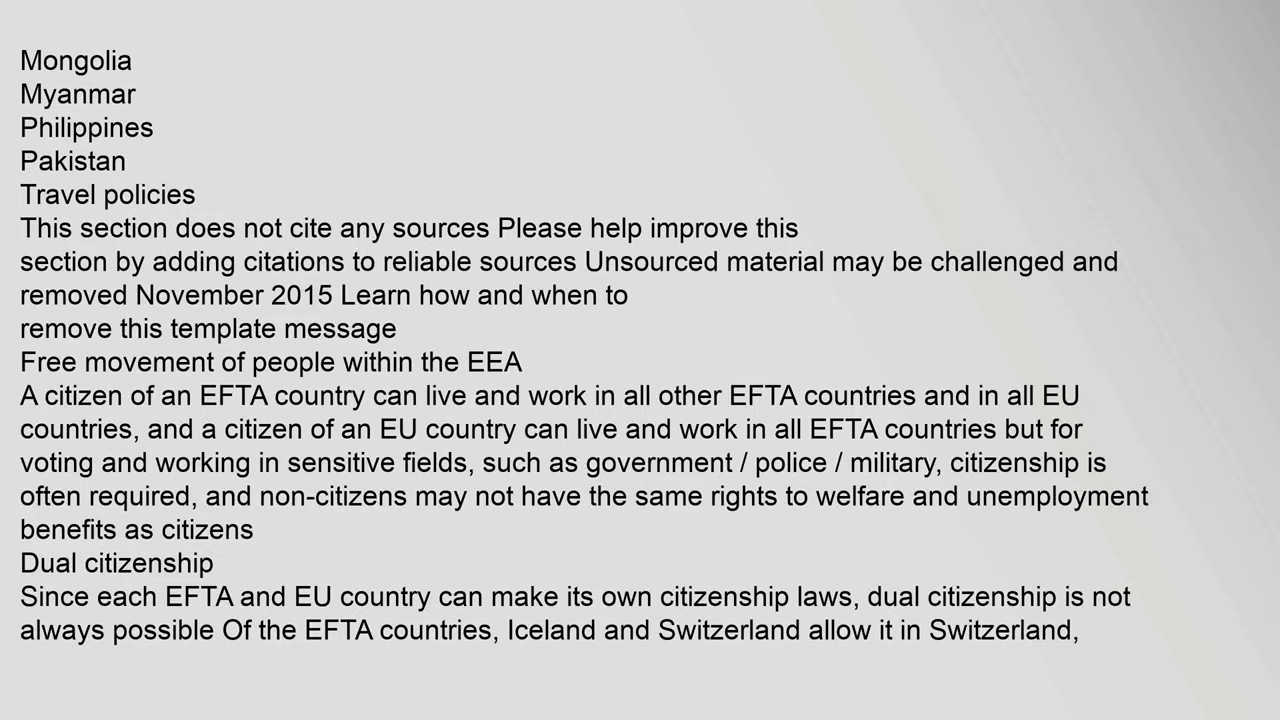 Mongolia
Myanmar
Philippines
Pakistan
Travel policies
This section does not cite any sources Please help improve this
section by adding citations to reliable sources Unsourced material may be challenged and
removed November 2015 Learn how and when to
remove this template message
Free movement of people within the EEA
A citizen of an EFTA country can live and work in all other EFTA countries and in all EU
countries, and a citizen of an EU country can live and work in all EFTA countries but for
voting and working in sensitive fields, such as government / police / military, citizenship is
often required, and non-citizens may not have the same rights to welfare and unemployment
benefits as citizens
Dual citizenship
Since each EFTA and EU country can make its own citizenship laws, dual citizenship is not
always possible Of the EFTA countries, Iceland and Switzerland allow it in Switzerland,